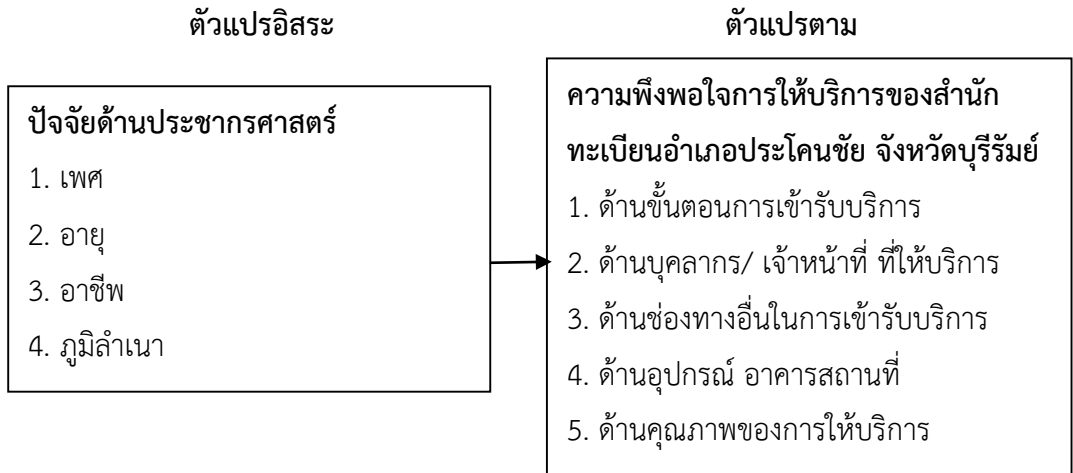 ตัวแปรอิสระ
ตัวแปรตาม
ปัจจัยด้านประชากรศาสตร์
1. เพศ
2. อายุ
3. อาชีพ
4. ภูมิลำเนา
ความพึงพอใจการให้บริการของสำนัก
ทะเบียนอำเภอประโคนชัย จังหวัดบุรีรัมย์
1. ด้านขั้นตอนการเข้ารับบริการ
2. ด้านบุคลากร/ เจ้าหน้าที่ ที่ให้บริการ
3. ด้านช่องทางอื่นในการเข้ารับบริการ
4. ด้านอุปกรณ์ อาคารสถานที่
5. ด้านคุณภาพของการให้บริการ